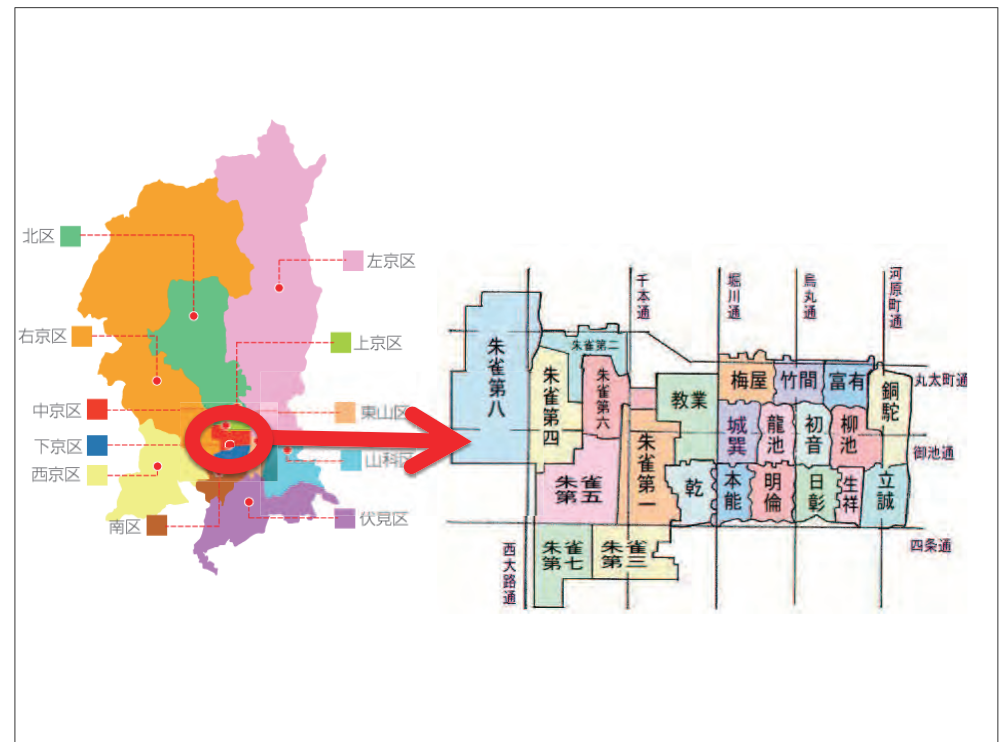 北区
左京区
右京区
上京区
中京区
東山区
下京区
山科区
西京区
南区
伏見区
千本通
堀川通
烏丸通
河原町通
丸太町通
御池通
四条通
西大路通
朱雀第八
朱雀第二
朱雀第四
朱雀第六
教業
梅屋
竹間
富有
銅駝
城巽
龍池
初音
柳池
朱雀第五
朱雀第一
乾
本能
明倫
日彰
生祥
立誠
朱雀第七
朱雀第三